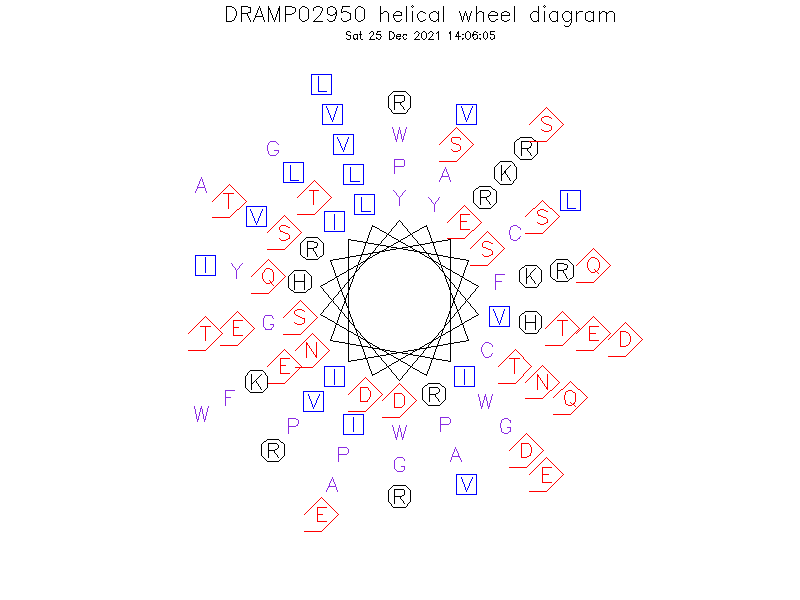 DRAMP02950 helical wheel diagram
Sat 25 Dec 2021 14:06:05
L
R
V V
S
W
V S
G R
P
L L A K
A
T T Y R L
L Y
V S
I E
S C
R S
I Q
Y R
Q K
H F
S V
G H
E T
T E
D
N C
E T
I I
K N
D R
F Q
V D W
W
P I P G
W
R D
P A
G
E
A V
R
E